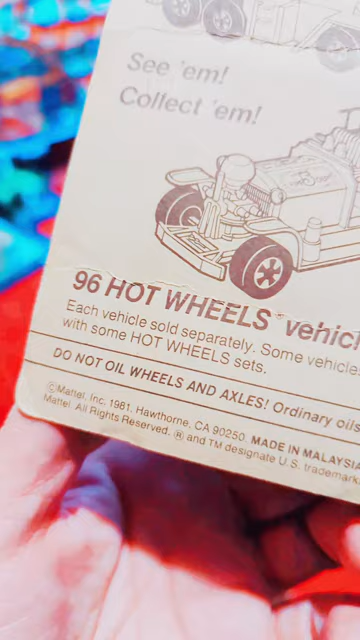 See 'em!
Collect 'em!
96 HOT WHEELS® vehic
Each vehicle sold separately. Some vehicles
with some HOT WHEELS sets.
DO NOT OIL WHEELS AND AXLES! Ordinary oils
©Mattel, Inc. 1981. Hawthorne, CA 90250. MADE IN MALAYSIA
Mattel. All Rights Reserved. ® and TM designate U.S. trademark